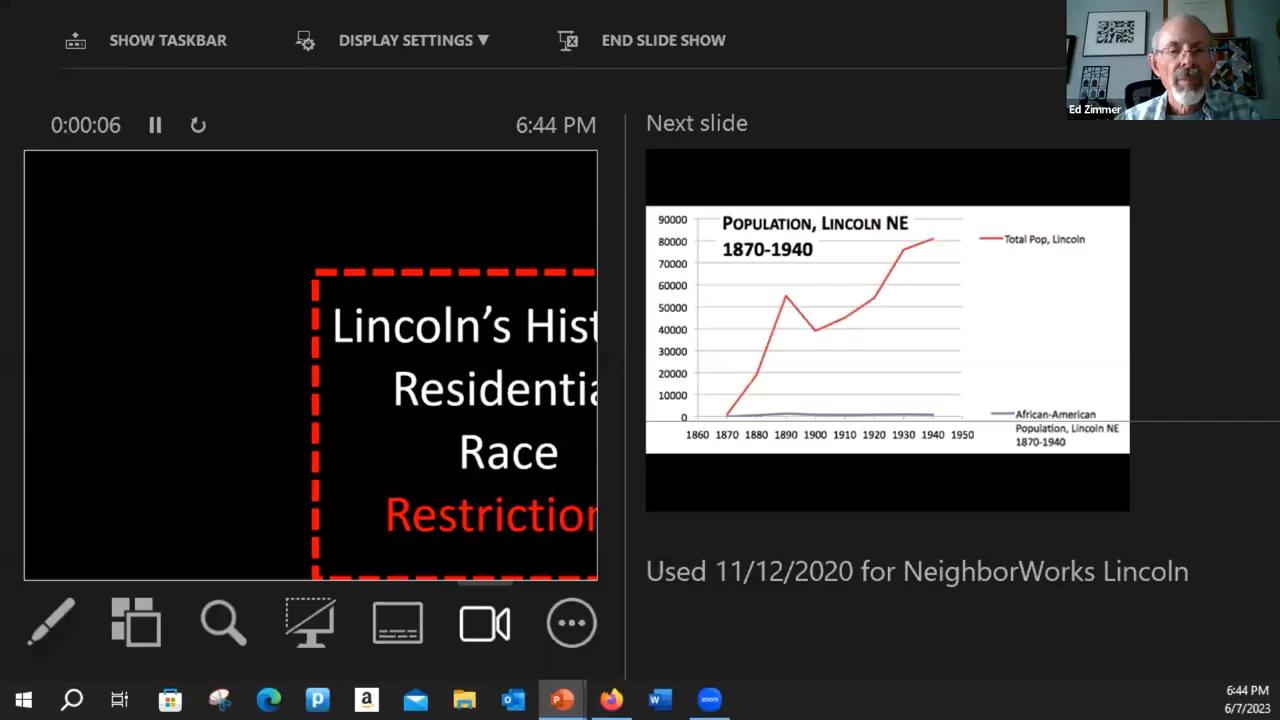 SHOW TASKBAR
DISPLAY SETTINGS ▼
END SLIDE SHOW
Ed Zimmer
0:00:06
6:44 PM
Next slide
Lincoln's Hist
Residentia
Race
Restriction
POPULATION, LINCOLN NE
1870-1940
90000
80000
70000
60000
50000
40000
30000
20000
10000
0
1860 1870 1880 1890 1900 1910 1920 1930 1940 1950
Total Pop, Lincoln
African-American
Population, Lincoln NE
1870-1940
Used 11/12/2020 for NeighborWorks Lincoln
zoom
6:44 PM
6/7/2023